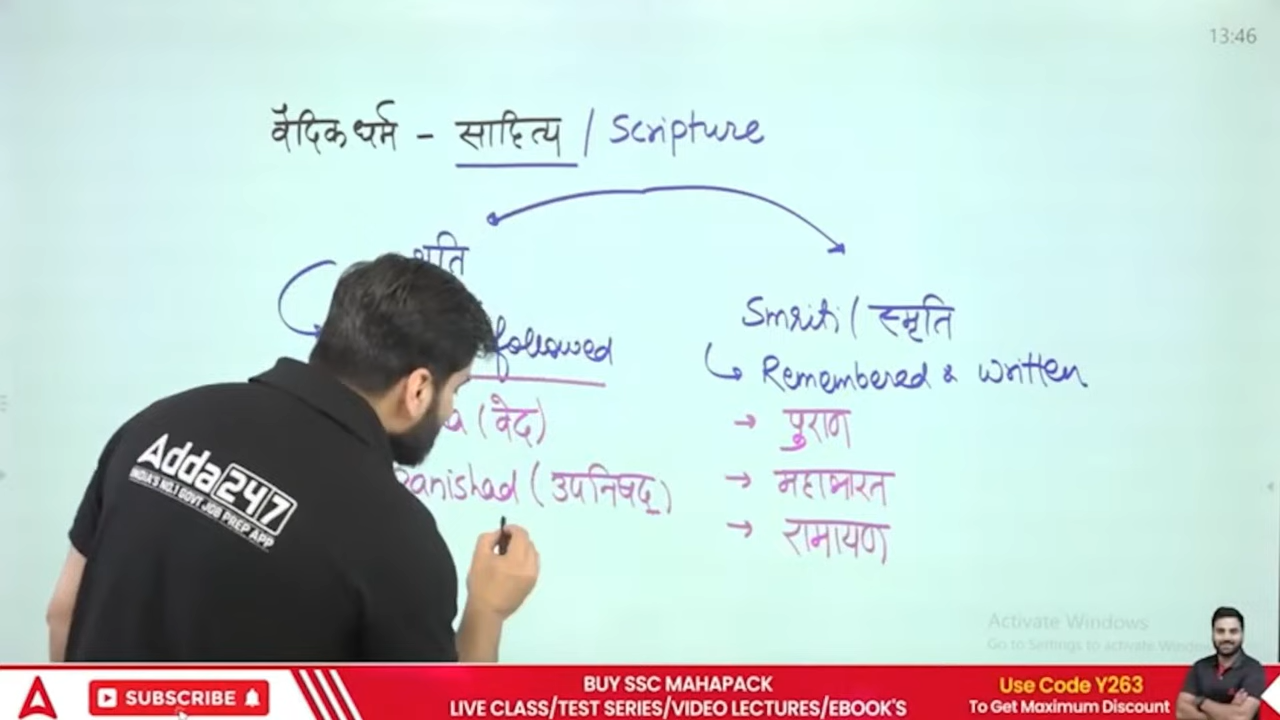 13:46
वैदिक धर्म - साहित्य / Scripture
Smriti / स्मृति
followed
Remembered & written
(वेद)
→ पुराण
(उपनिषद्)
→ महाभारत
→ रामायण
Adda247
INDIA'S NO.1 GOVT JOB PREP APP
Activate Windows
Go to Settings to activate
SUBSCRIBE
BUY SSC MAHAPACK
LIVE CLASS/TEST SERIES/VIDEO LECTURES/EBOOK'S
Use Code Y263
To Get Maximum Discount